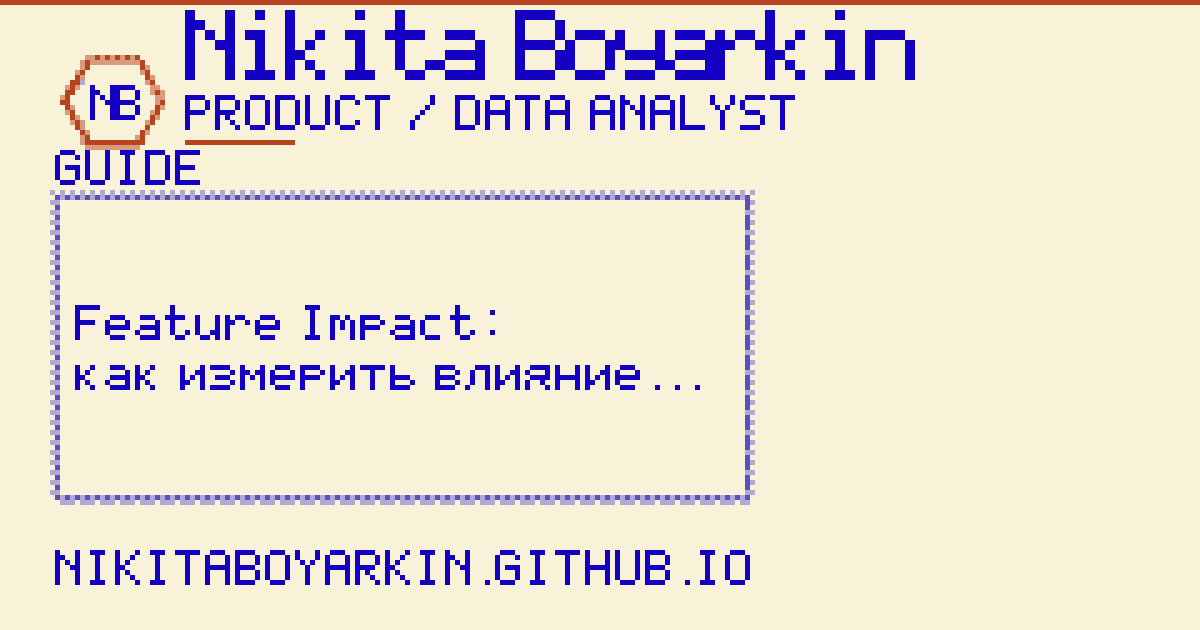 Nikita Boyarkin
NB
PRODUCT / DATA ANALYST
GUIDE
Feature Impact:
как измерить влияние...
NIKITABOYARKIN.GITHUB.IO